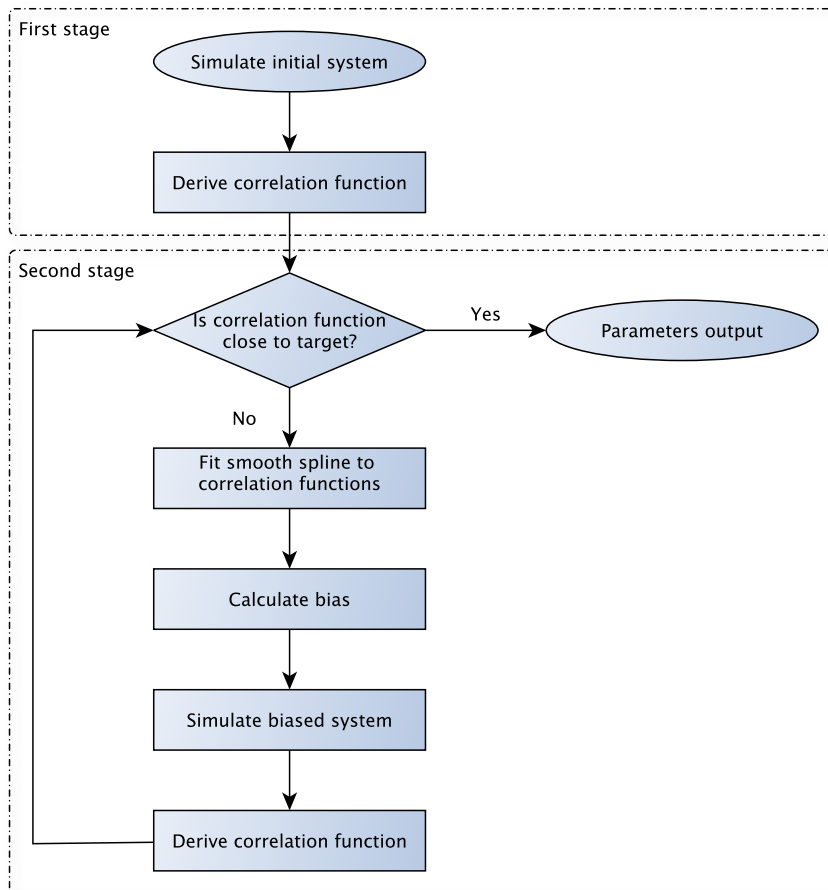 First stage
Simulate initial system
Derive correlation function
Second stage
Is correlation function
close to target?
Yes
Parameters output
No
Fit smooth spline to
correlation functions
Calculate bias
Simulate biased system
Derive correlation function